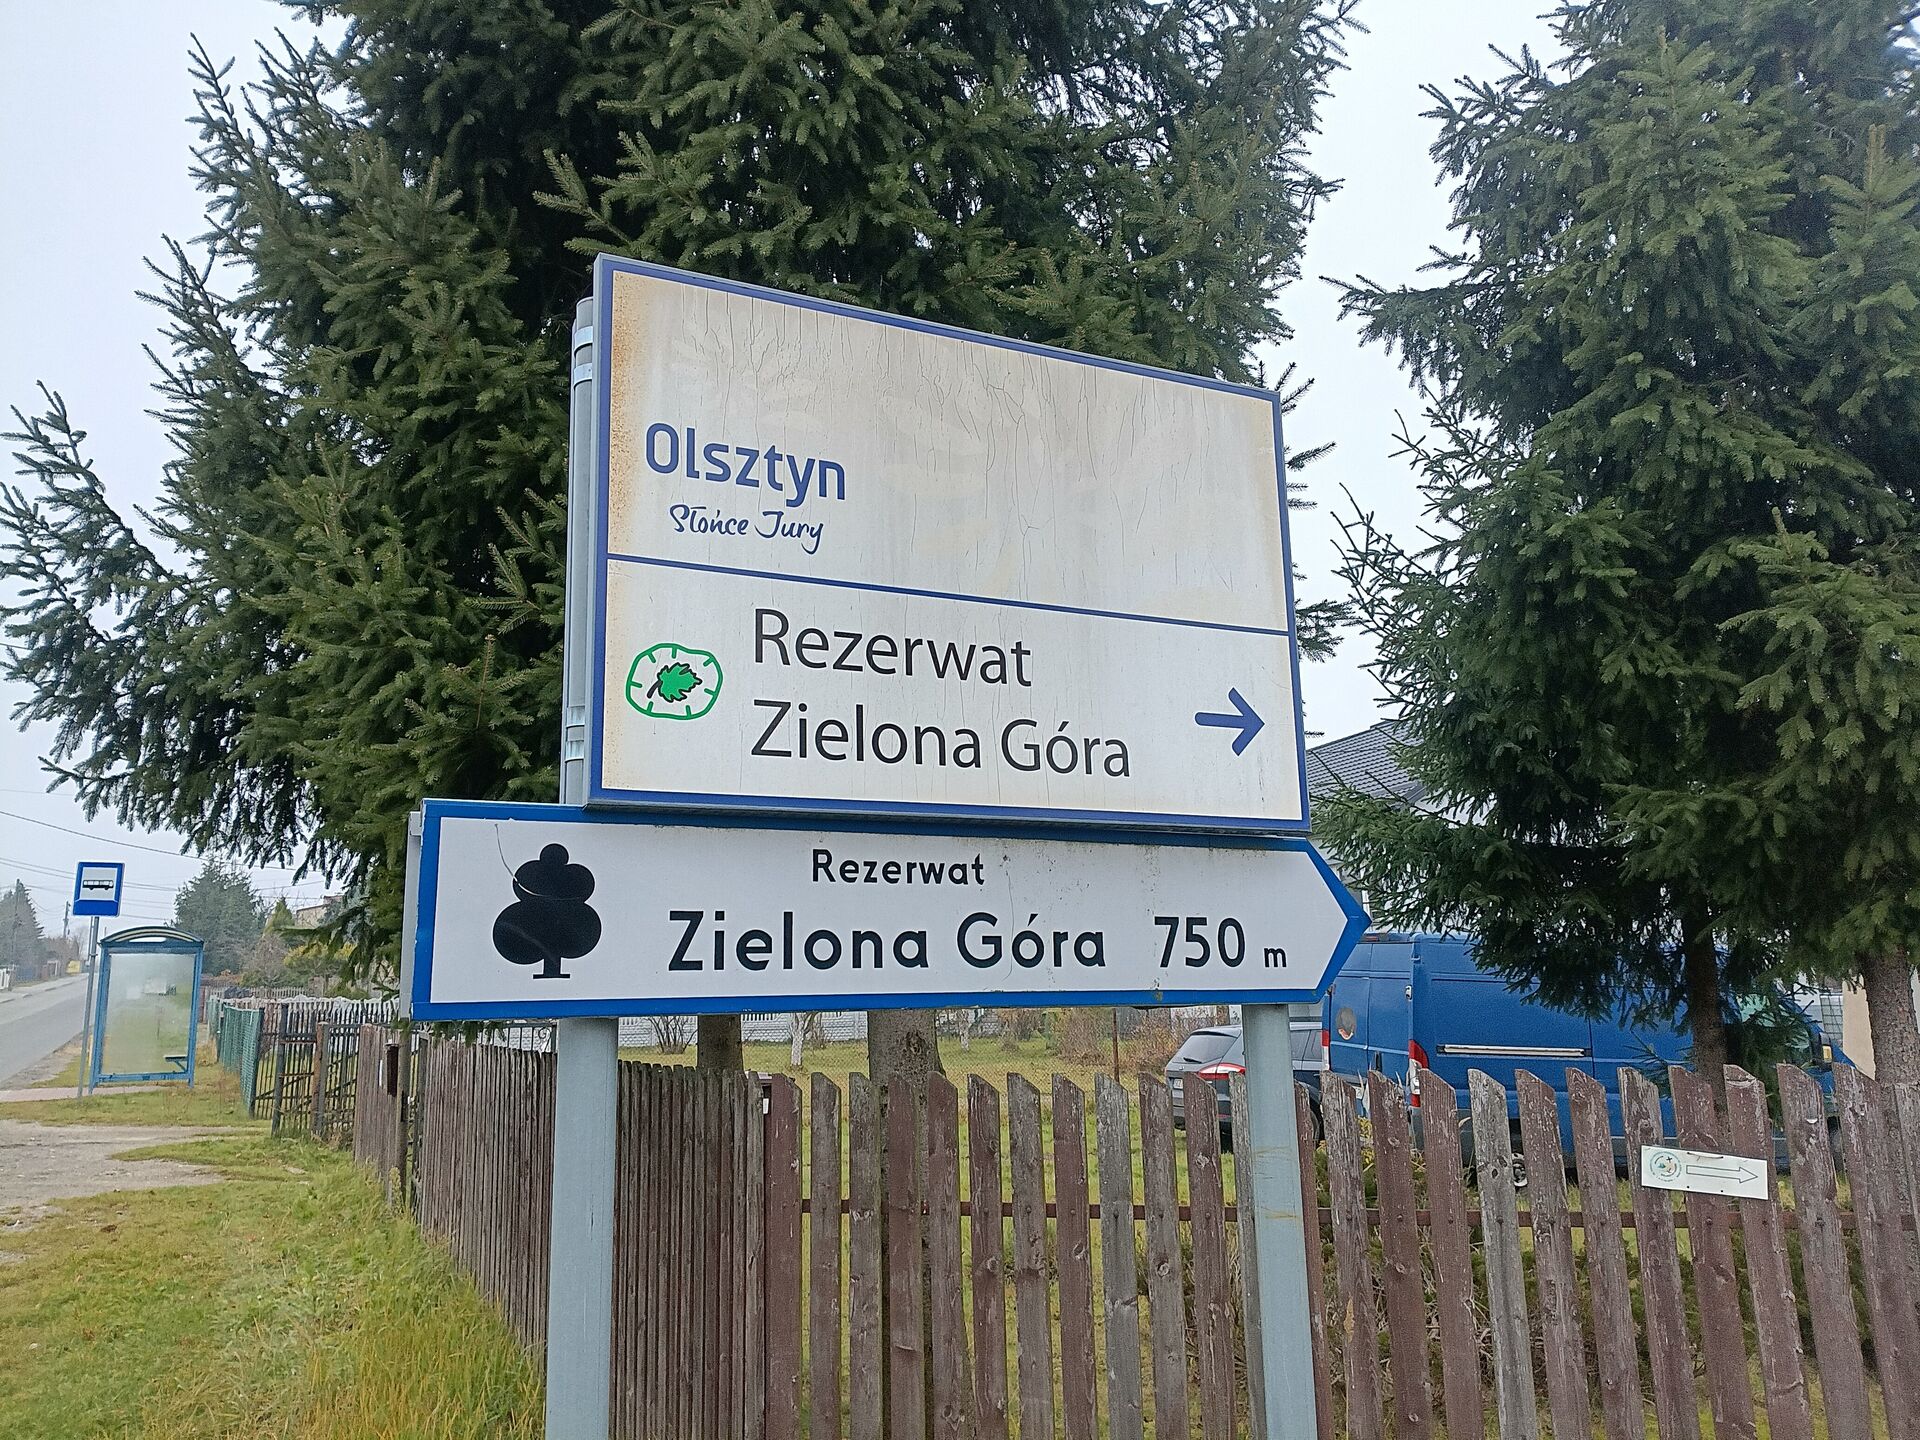 Olsztyn
Słońce Jury
Rezerwat
Zielona Góra
Rezerwat
Zielona Góra 750 m